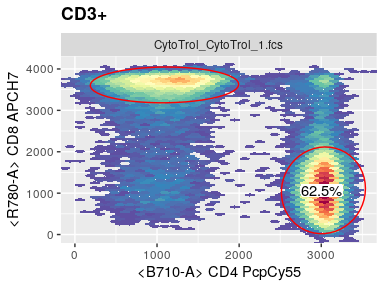 CD3+
CytoTrol_CytoTrol_1.fcs
<R780-A> CD8 APCH7
4000
3000
2000
1000
0
62.5%
0 1000 2000 3000
<B710-A> CD4 PcpCy55